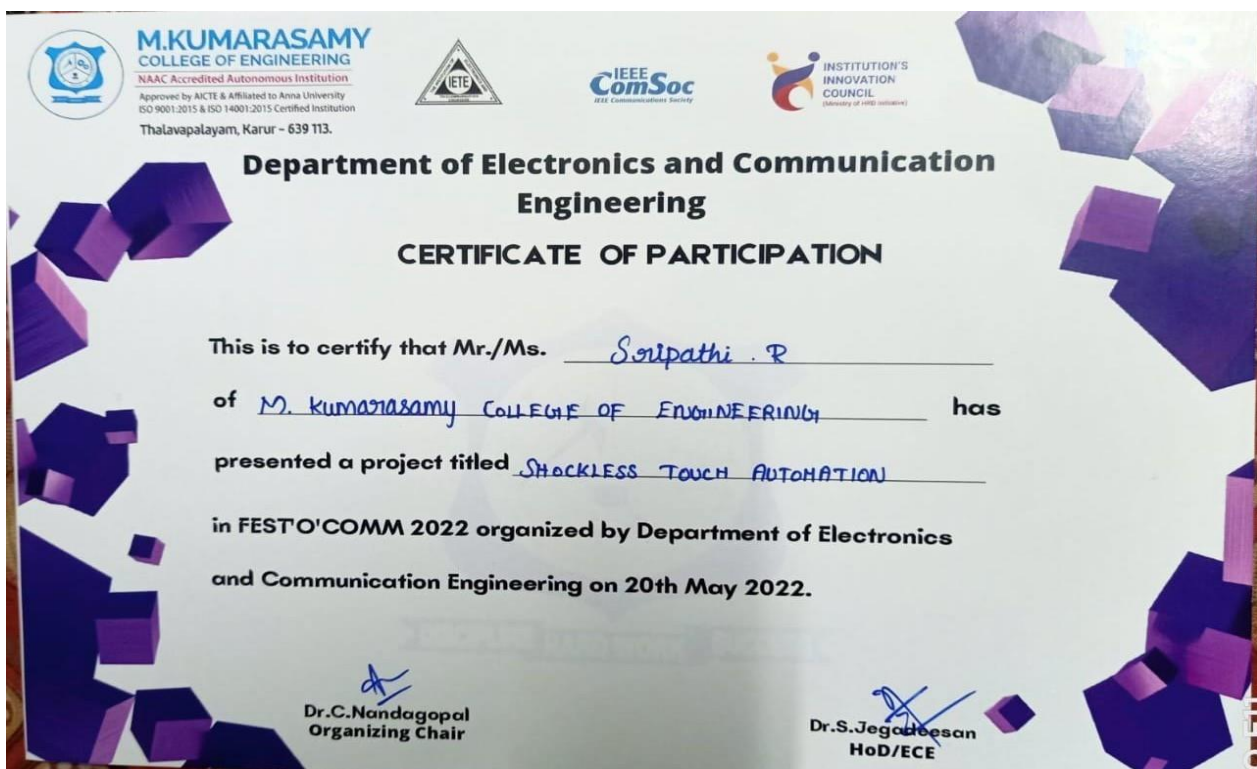 M.KUMARASAMY
COLLEGE OF ENGINEERING
NAAC Accredited Autonomous Institution
Approved by AICTE & Affiliated to Anna University
ISO 9001:2015 & ISO 14001:2015 Certified Institution
Thalavapalayam, Karur – 639 113.
IETE
IEEE
ComSoc
IEEE Communications Society
INSTITUTION'S
INNOVATION
COUNCIL
(Ministry of HRD Initiative)
Department of Electronics and Communication
Engineering
CERTIFICATE OF PARTICIPATION
This is to certify that Mr./Ms. Sripathi . R
of M. Kumarasamy COLLEGE OF ENGINEERING has
presented a project titled SHOCKLESS TOUCH AUTOMATION
in FEST'O'COMM 2022 organized by Department of Electronics
and Communication Engineering on 20th May 2022.
Dr.C.Nandagopal
Organizing Chair
Dr.S.Jegadeesan
HoD/ECE